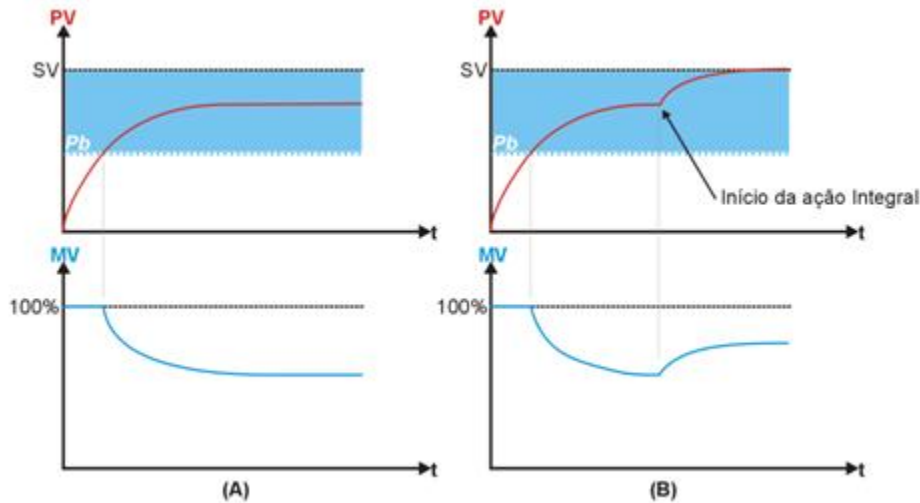 PV
SV
Pb
t
MV
100%
t
(A)
PV
SV
Pb
Início da ação Integral
t
MV
100%
t
(B)